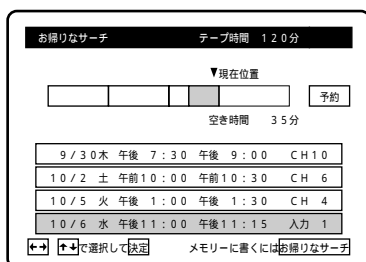 お帰りなサーチ テープ時間 120分
▼現在位置
予約
空き時間 35分
9/30木 午後 7:30 午後 9:00 CH10
10/2 土 午前10:00 午前10:30 CH 6
10/5 火 午後 1:00 午後 1:30 CH 4
10/6 水 午後11:00 午後11:15 入力 1
←→ ↑↓で選択して決定 メモリーに書くにはお帰りなサーチ